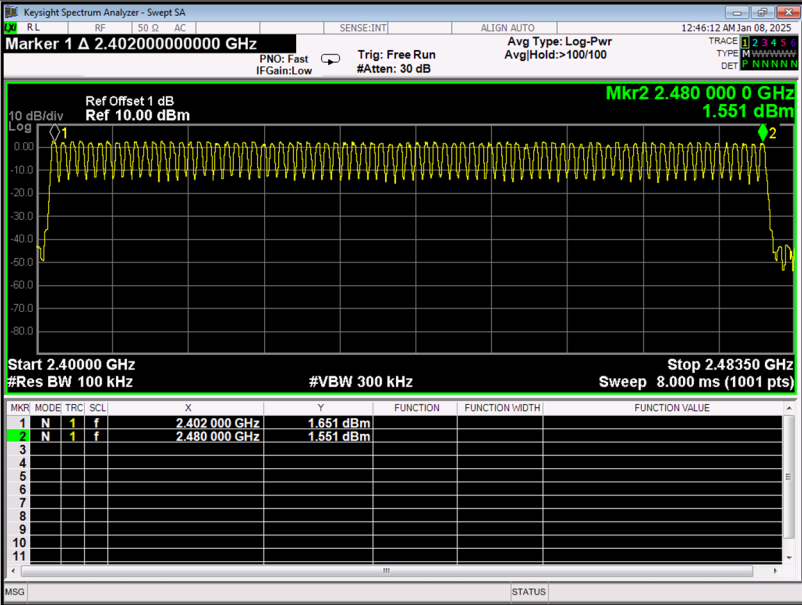 Keysight Spectrum Analyzer - Swept SA
LXI RL RF 50 Ω AC SENSE:INT ALIGN AUTO 12:46:12 AM Jan 08, 2025
Marker 1 Δ 2.402000000000 GHz
PNO: Fast
IFGain:Low
Trig: Free Run
#Atten: 30 dB
Avg Type: Log-Pwr
Avg|Hold:>100/100
TRACE 1 2 3 4 5 6
TYPE M W W W W W
DET P N N N N N
Mkr2 2.480 000 0 GHz
1.551 dBm
Ref Offset 1 dB
10 dB/div Ref 10.00 dBm
Log
1
2
0.00
-10.0
-20.0
-30.0
-40.0
-50.0
-60.0
-70.0
-80.0
Start 2.40000 GHz Stop 2.48350 GHz
#Res BW 100 kHz #VBW 300 kHz Sweep 8.000 ms (1001 pts)
MKR MODE TRC SCL X Y FUNCTION FUNCTION WIDTH FUNCTION VALUE
1 N 1 f 2.402 000 GHz 1.651 dBm
2 N 1 f 2.480 000 GHz 1.551 dBm
3
4
5
6
7
8
9
10
11
MSG STATUS